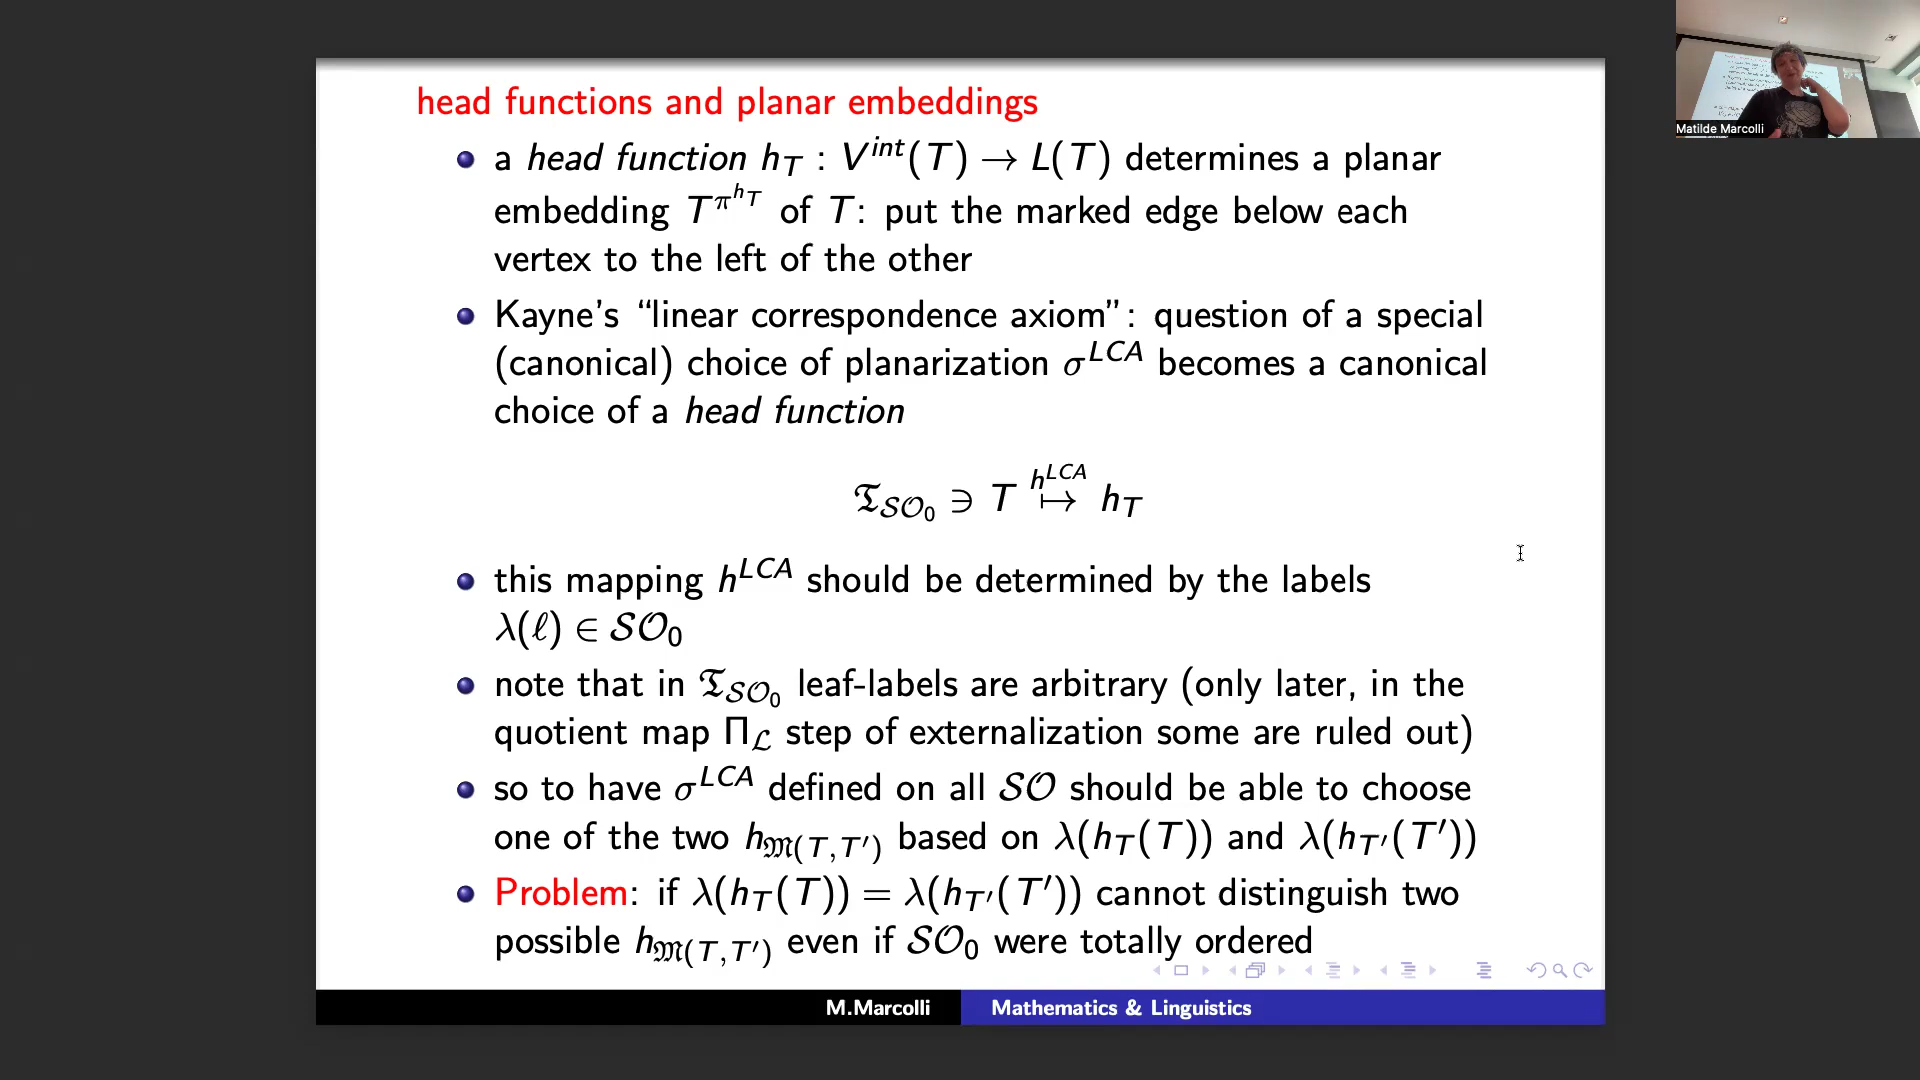 head functions and planar embeddings
a head function h_T : V^{int}(T) → L(T) determines a planar
embedding T^{π^{h_T}} of T: put the marked edge below each
vertex to the left of the other
Kayne's “linear correspondence axiom”: question of a special
(canonical) choice of planarization σ^{LCA} becomes a canonical
choice of a head function
𝔗_{𝒮𝒪_0} ∋ T ↦^{h^{LCA}} h_T
this mapping h^{LCA} should be determined by the labels
λ(ℓ) ∈ 𝒮𝒪_0
note that in 𝔗_{𝒮𝒪_0} leaf-labels are arbitrary (only later, in the
quotient map Π_ℒ step of externalization some are ruled out)
so to have σ^{LCA} defined on all 𝒮𝒪 should be able to choose
one of the two h_{𝔐(T,T′)} based on λ(h_T(T)) and λ(h_{T′}(T′))
Problem: if λ(h_T(T)) = λ(h_{T′}(T′)) cannot distinguish two
possible h_{𝔐(T,T′)} even if 𝒮𝒪_0 were totally ordered
M.Marcolli
Mathematics & Linguistics
Matilde Marcolli